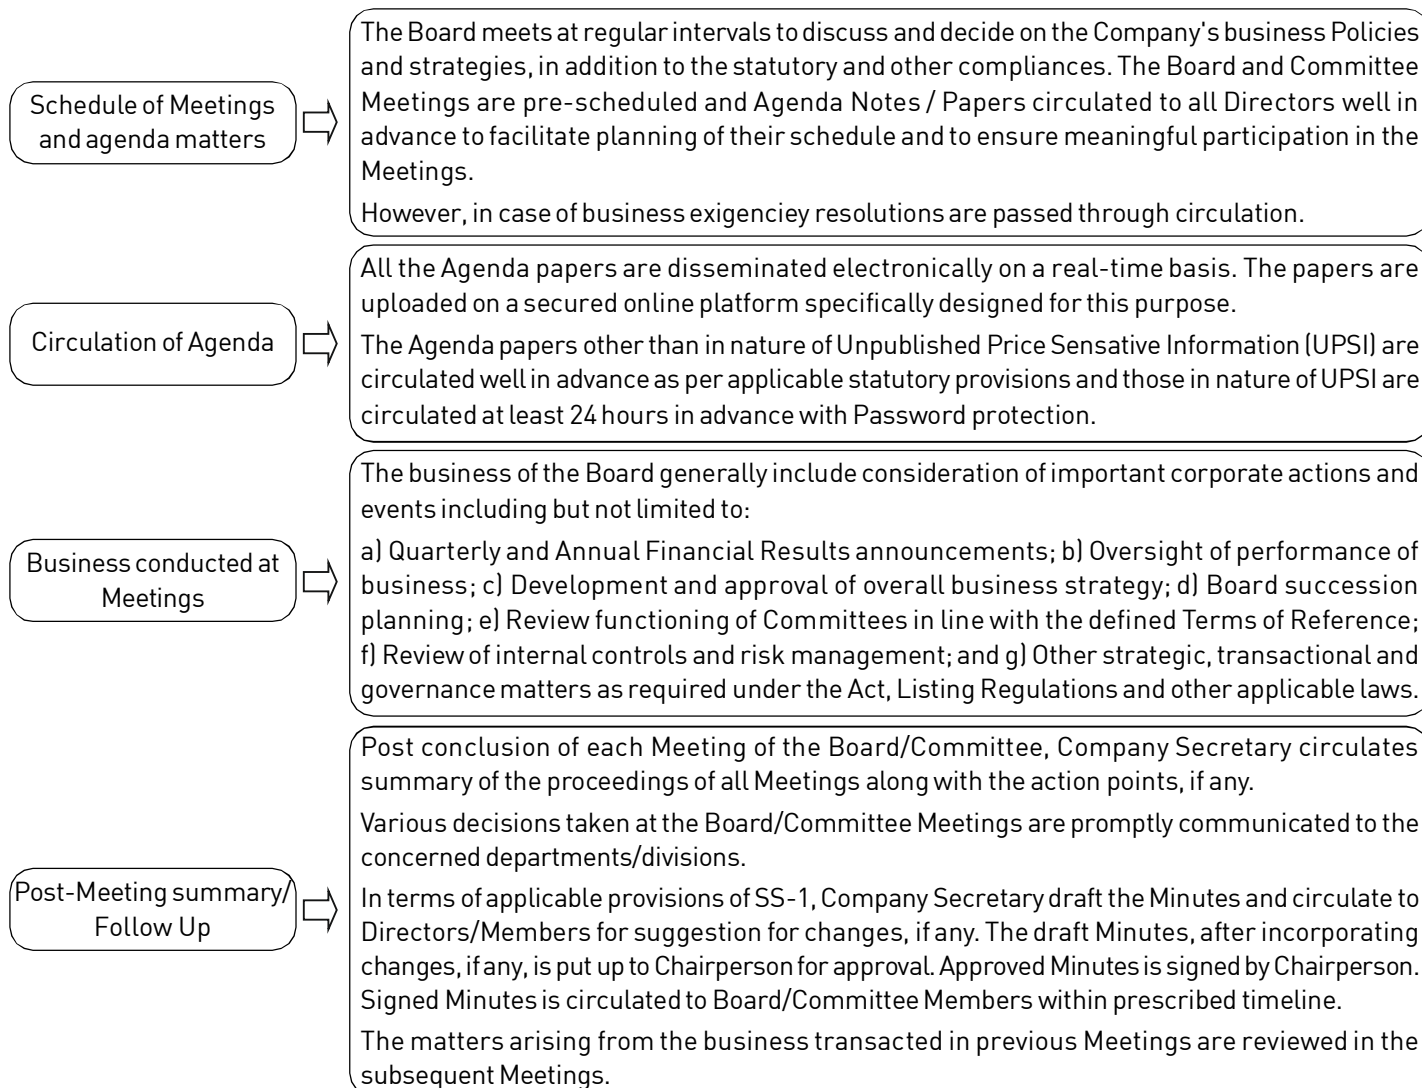 Schedule of Meetings
and agenda matters
The Board meets at regular intervals to discuss and decide on the Company's business Policies
and strategies, in addition to the statutory and other compliances. The Board and Committee
Meetings are pre-scheduled and Agenda Notes / Papers circulated to all Directors well in
advance to facilitate planning of their schedule and to ensure meaningful participation in the
Meetings.
However, in case of business exigenciey resolutions are passed through circulation.
Circulation of Agenda
All the Agenda papers are disseminated electronically on a real-time basis. The papers are
uploaded on a secured online platform specifically designed for this purpose.
The Agenda papers other than in nature of Unpublished Price Sensative Information (UPSI) are
circulated well in advance as per applicable statutory provisions and those in nature of UPSI are
circulated at least 24 hours in advance with Password protection.
Business conducted at
Meetings
The business of the Board generally include consideration of important corporate actions and
events including but not limited to:
a) Quarterly and Annual Financial Results announcements; b) Oversight of performance of
business; c) Development and approval of overall business strategy; d) Board succession
planning; e) Review functioning of Committees in line with the defined Terms of Reference;
f) Review of internal controls and risk management; and g) Other strategic, transactional and
governance matters as required under the Act, Listing Regulations and other applicable laws.
Post-Meeting summary/
Follow Up
Post conclusion of each Meeting of the Board/Committee, Company Secretary circulates
summary of the proceedings of all Meetings along with the action points, if any.
Various decisions taken at the Board/Committee Meetings are promptly communicated to the
concerned departments/divisions.
In terms of applicable provisions of SS-1, Company Secretary draft the Minutes and circulate to
Directors/Members for suggestion for changes, if any. The draft Minutes, after incorporating
changes, if any, is put up to Chairperson for approval. Approved Minutes is signed by Chairperson.
Signed Minutes is circulated to Board/Committee Members within prescribed timeline.
The matters arising from the business transacted in previous Meetings are reviewed in the
subsequent Meetings.